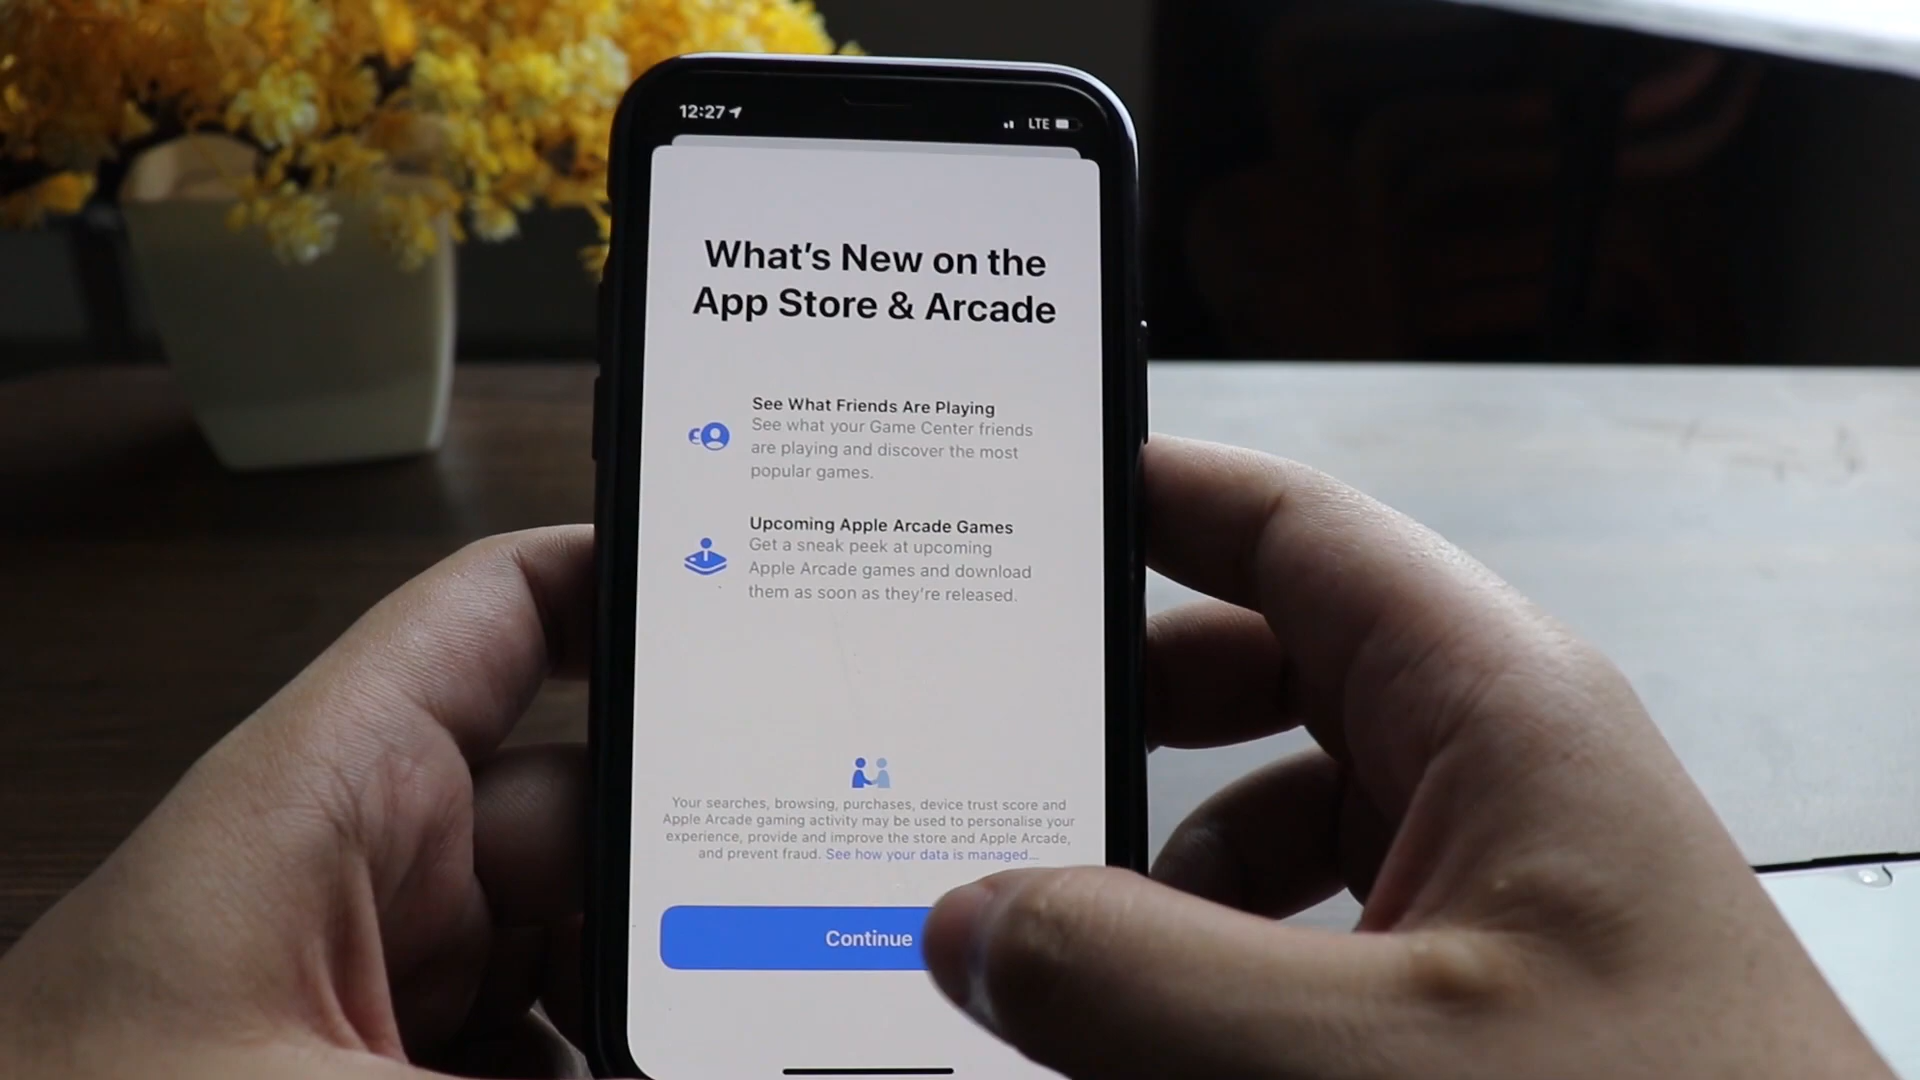 12:27
LTE
What's New on the
App Store & Arcade
See What Friends Are Playing
See what your Game Center friends
are playing and discover the most
popular games.
Upcoming Apple Arcade Games
Get a sneak peek at upcoming
Apple Arcade games and download
them as soon as they're released.
Your searches, browsing, purchases, device trust score and
Apple Arcade gaming activity may be used to personalise your
experience, provide and improve the store and Apple Arcade,
and prevent fraud. See how your data is managed...
Continue